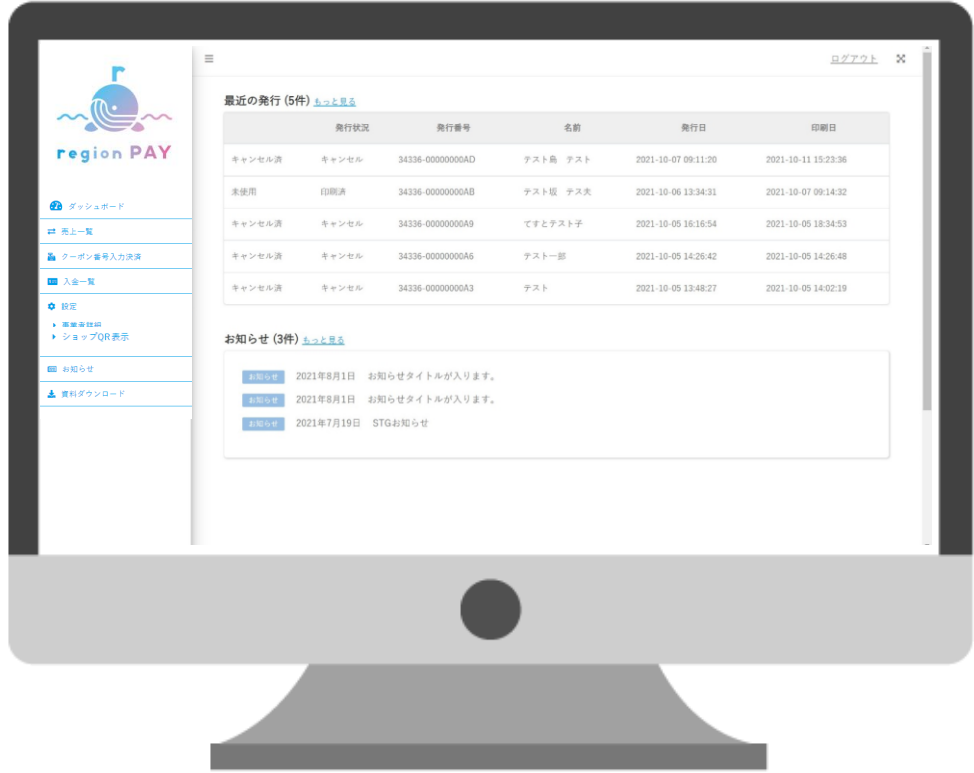 region PAY
ダッシュボード
売上一覧
クーポン番号入力決済
入金一覧
設定
事業者詳細
ショップQR表示
お知らせ
資料ダウンロード
ログアウト
最近の発行 (5件) もっと見る
発行状況 発行番号 名前 発行日 印刷日
キャンセル済 キャンセル 34336-00000000AD テスト島 テスト 2021-10-07 09:11:20 2021-10-11 15:23:36
未使用 印刷済 34336-00000000AB テスト坂 テス夫 2021-10-06 13:34:31 2021-10-07 09:14:32
キャンセル済 キャンセル 34336-00000000A9 てすとテスト子 2021-10-05 16:16:54 2021-10-05 18:34:53
キャンセル済 キャンセル 34336-00000000A6 テスト一郎 2021-10-05 14:26:42 2021-10-05 14:26:48
キャンセル済 キャンセル 34336-00000000A3 テスト 2021-10-05 13:48:27 2021-10-05 14:02:19
お知らせ (3件) もっと見る
お知らせ 2021年8月1日 お知らせタイトルが入ります。
お知らせ 2021年8月1日 お知らせタイトルが入ります。
お知らせ 2021年7月19日 STGお知らせ